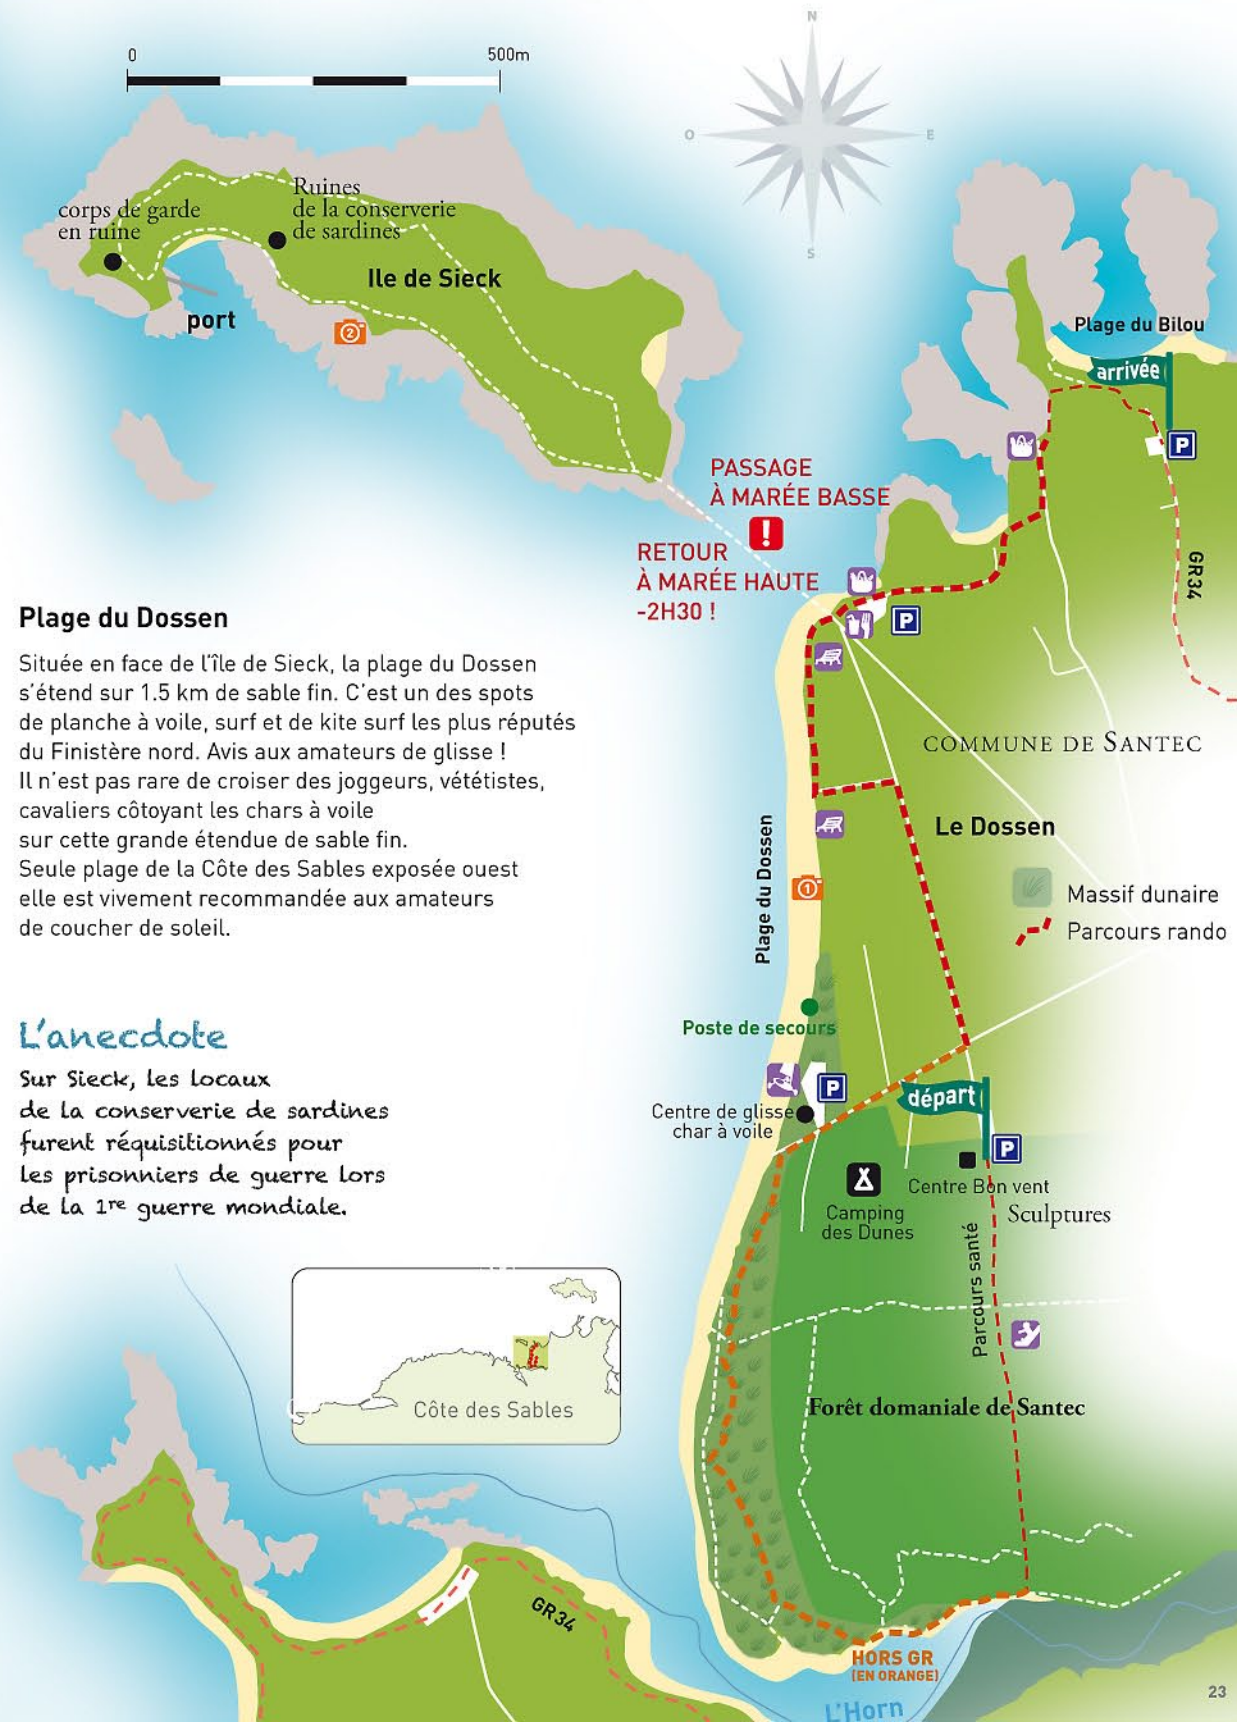 N
0
500m
O
E
S
Ruines
de la conserverie
de sardines
corps de garde
en ruine
Ile de Sieck
port
2
Plage du Bilou
arrivée
P
PASSAGE
À MARÉE BASSE
!
RETOUR
À MARÉE HAUTE
-2H30 !
GR34
P
Plage du Dossen
Située en face de l'île de Sieck, la plage du Dossen
s'étend sur 1.5 km de sable fin. C'est un des spots
de planche à voile, surf et de kite surf les plus réputés
du Finistère nord. Avis aux amateurs de glisse !
Il n'est pas rare de croiser des joggeurs, vététistes,
cavaliers côtoyant les chars à voile
sur cette grande étendue de sable fin.
Seule plage de la Côte des Sables exposée ouest
elle est vivement recommandée aux amateurs
de coucher de soleil.
COMMUNE DE SANTEC
Le Dossen
Plage du Dossen
1
Massif dunaire
Parcours rando
L'anecdote
Sur Sieck, les locaux
de la conserverie de sardines
furent réquisitionnés pour
les prisonniers de guerre lors
de la 1re guerre mondiale.
Poste de secours
P
Centre de glisse
char à voile
départ
P
Centre Bon vent
Camping
des Dunes
Sculptures
Parcours santé
Côte des Sables
Forêt domaniale de Santec
GR34
HORS GR
(EN ORANGE)
L'Horn
23